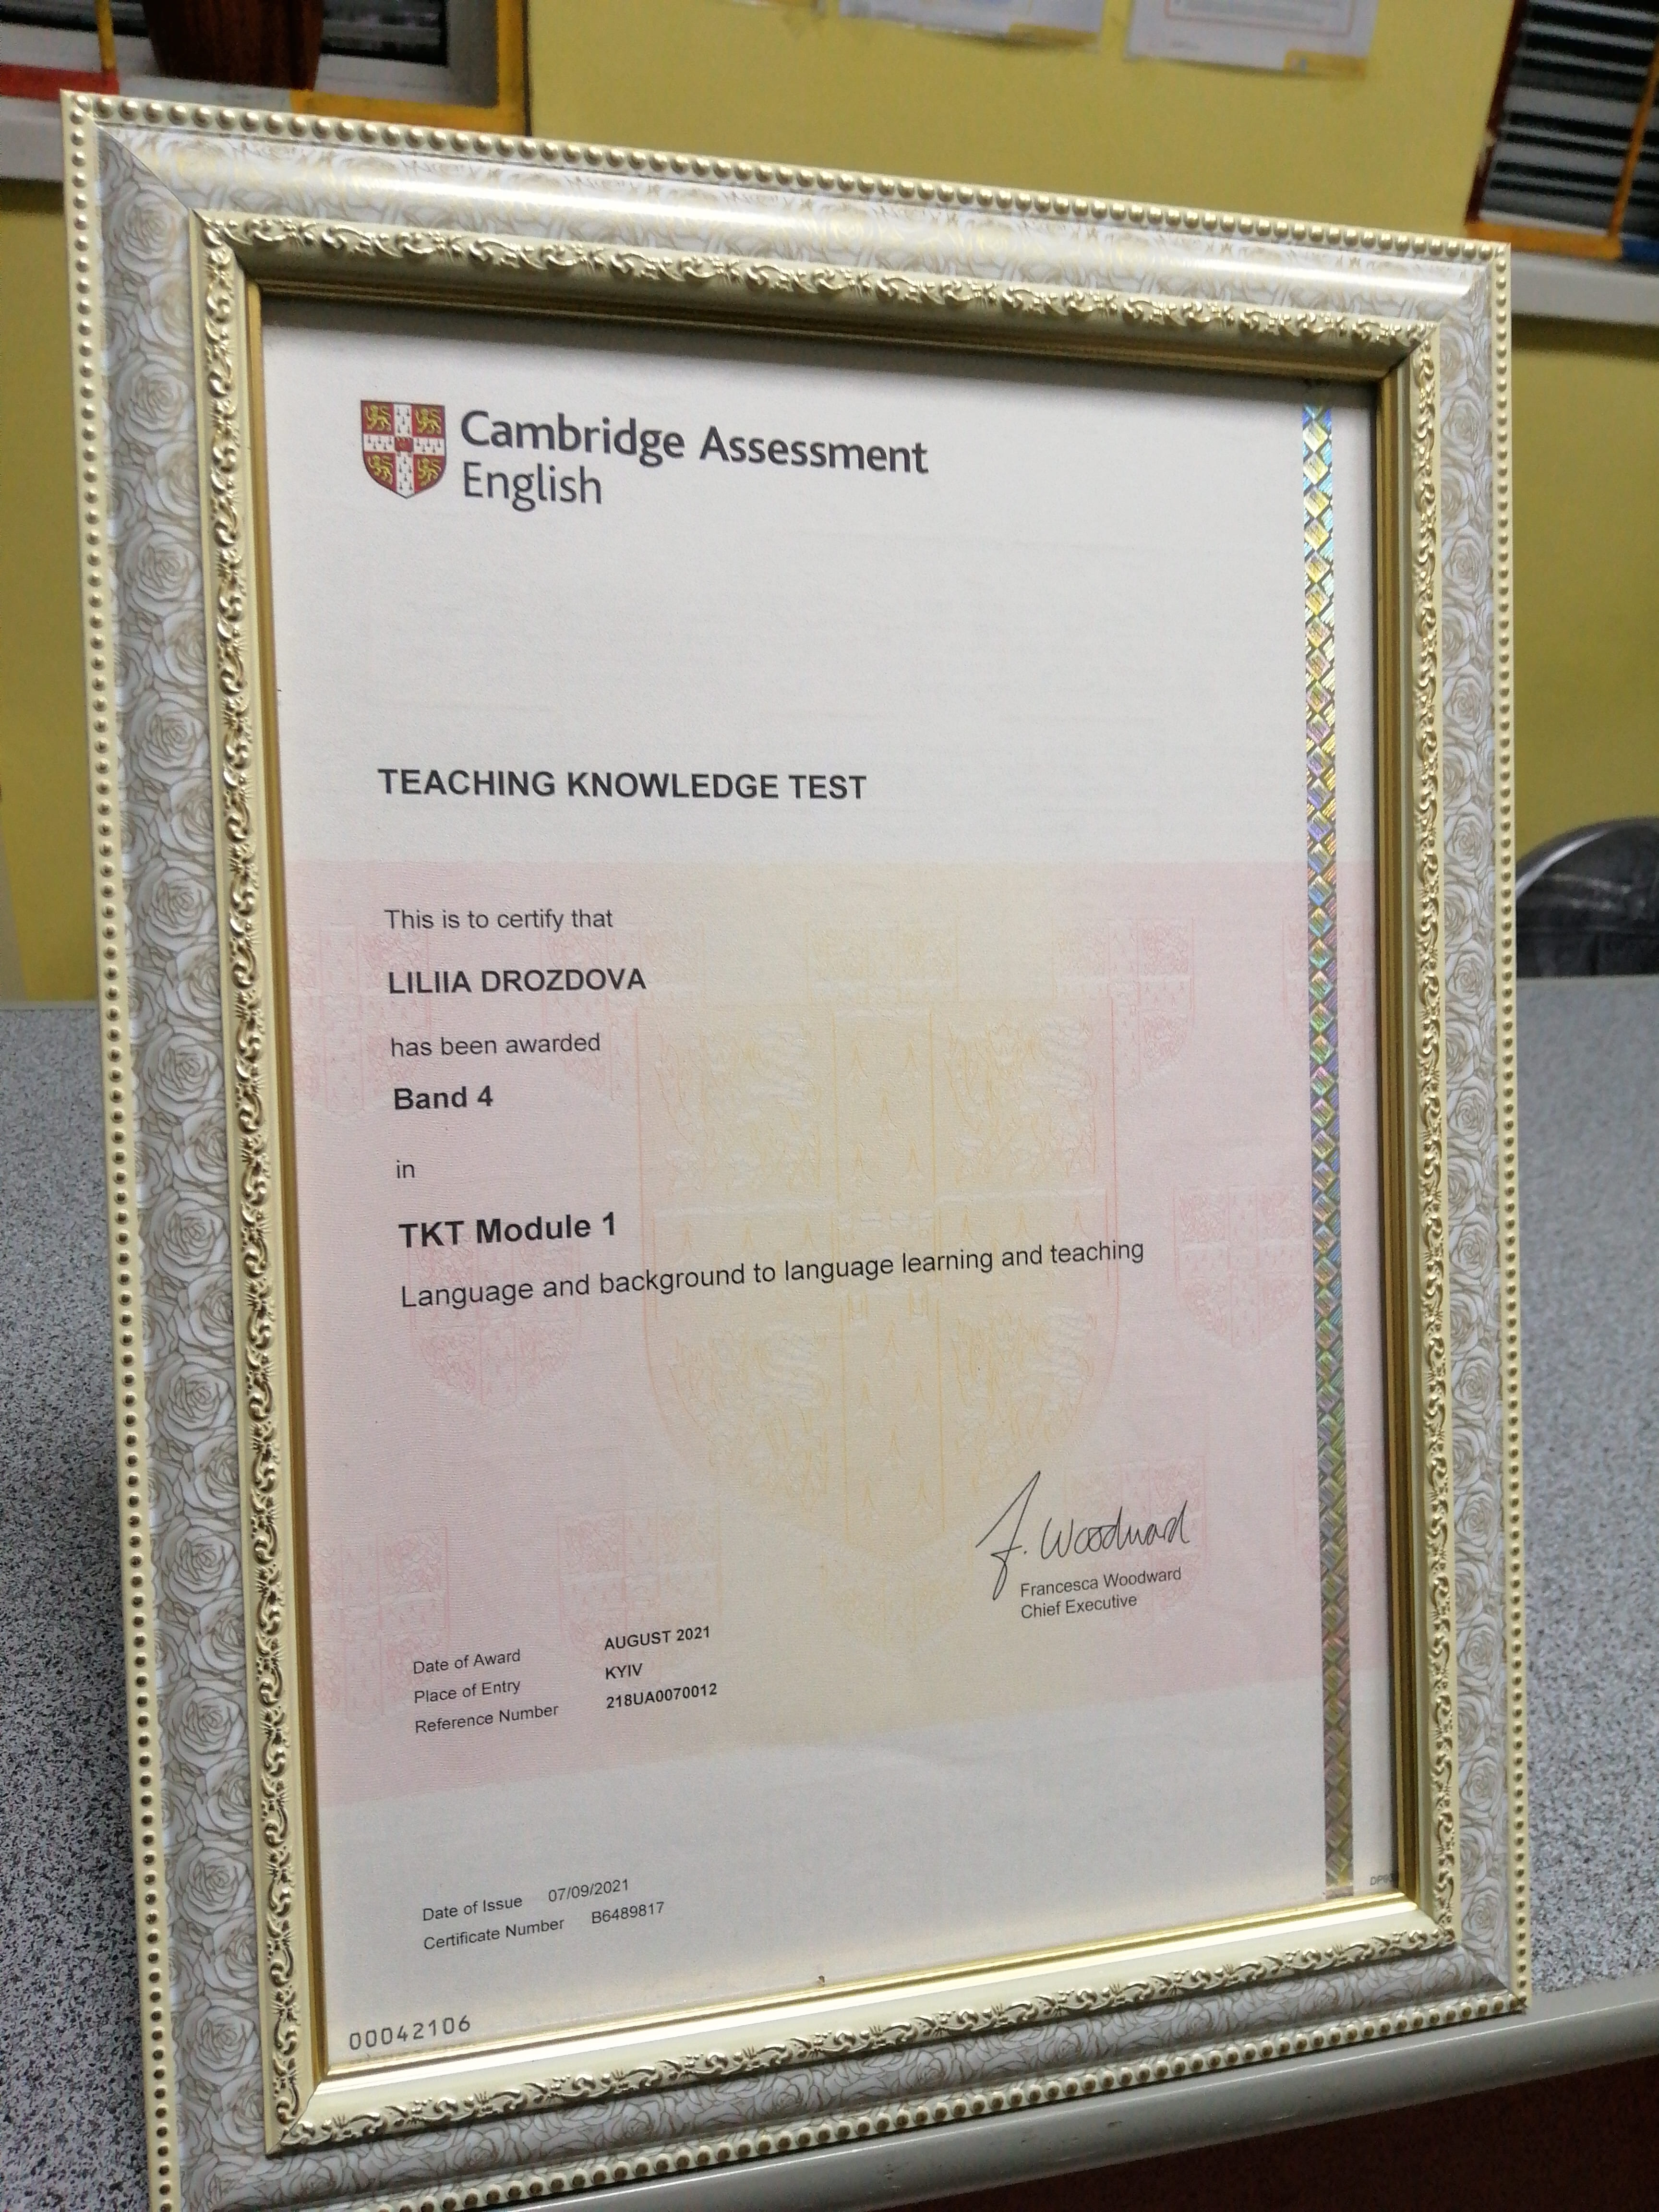 Cambridge Assessment
English
TEACHING KNOWLEDGE TEST
This is to certify that
LILIIA DROZDOVA
has been awarded
Band 4
in
TKT Module 1
Language and background to language learning and teaching
F. Woodward
Francesca Woodward
Chief Executive
Date of Award AUGUST 2021
Place of Entry KYIV
Reference Number 218UA0070012
Date of Issue 07/09/2021
Certificate Number B6489817
00042106